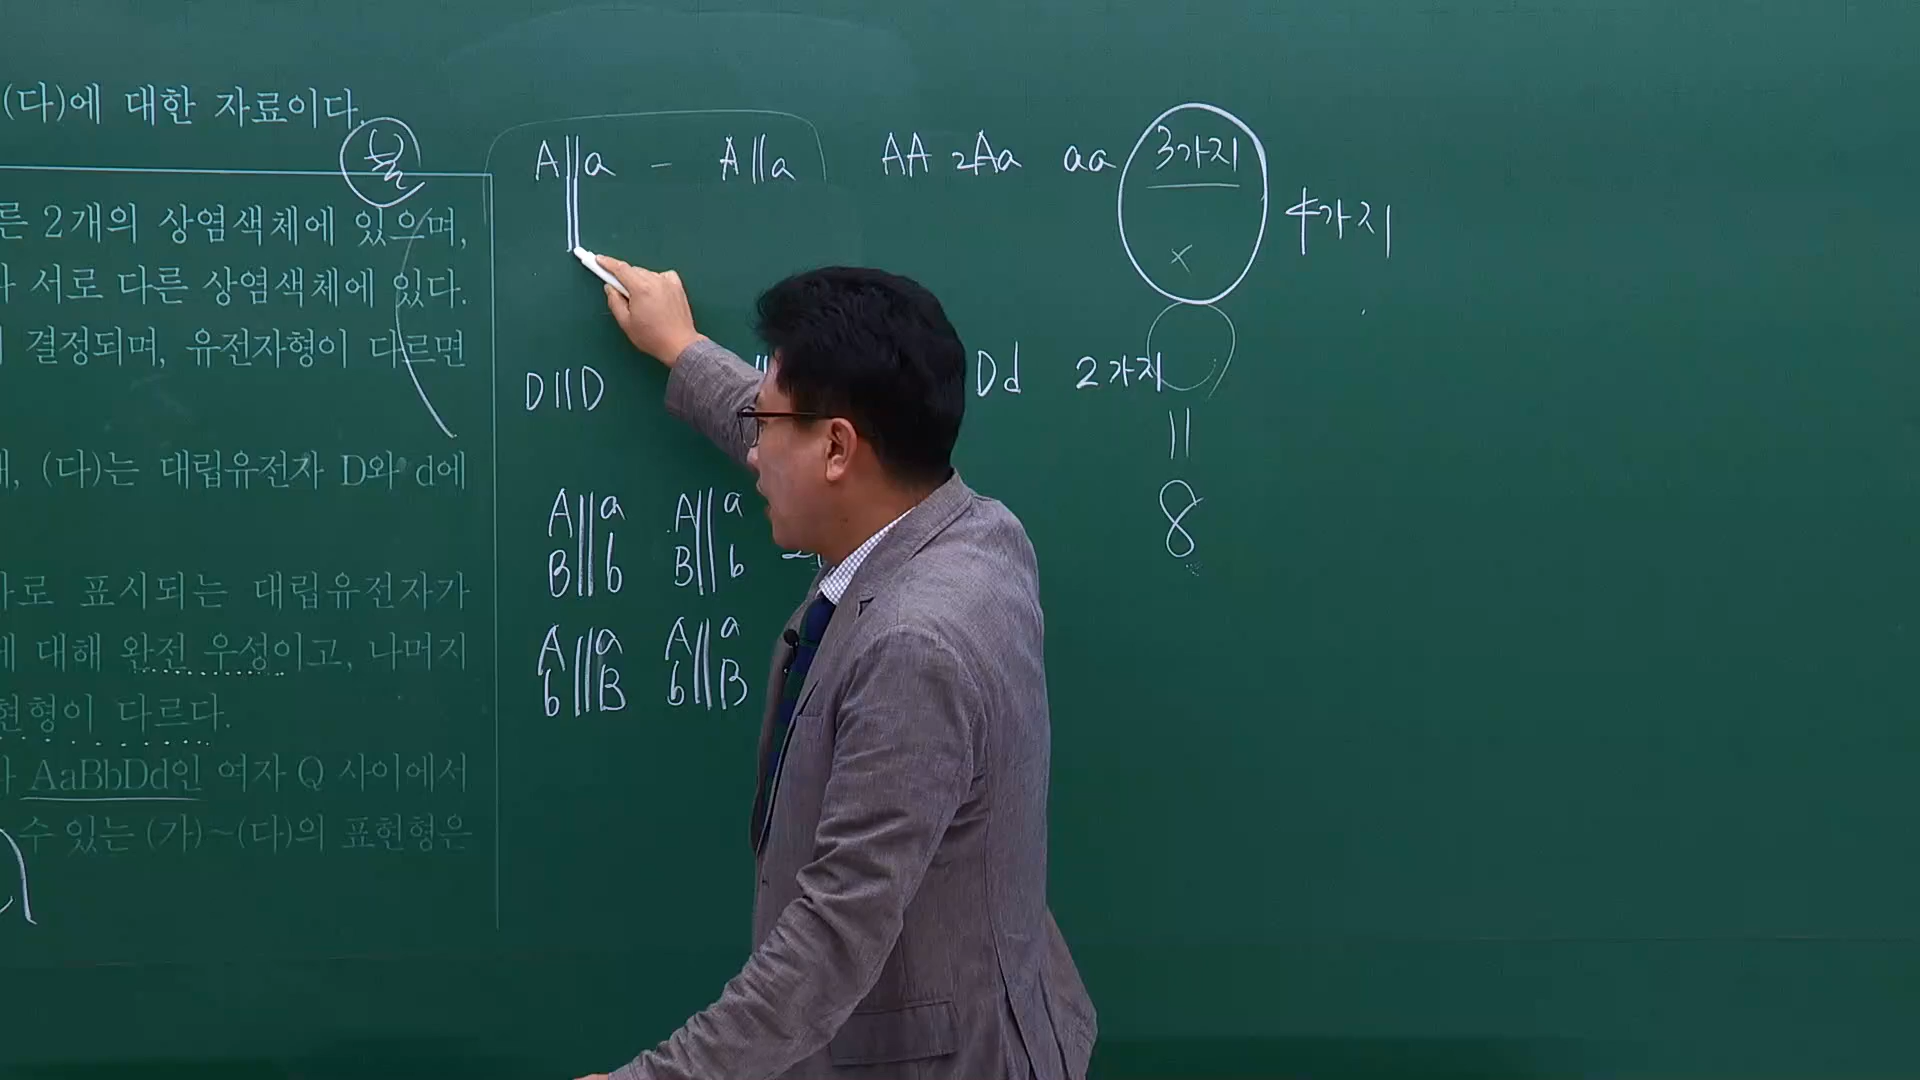 (다)에 대한 자료이다.
른 2개의 상염색체에 있으며,
서로 다른 상염색체에 있다.
결정되며, 유전자형이 다르면
, (다)는 대립유전자 D와 d에
로 표시되는 대립유전자가
대해 완전 우성이고, 나머지
현형이 다르다.
AaBbDd인 여자 Q 사이에서
수 있는 (가)~(다)의 표현형은
A||a - A||a AA 2Aa aa 3가지
4가지
×
D||D || Dd 2가지
||
8
A||a A||a
B||b B||b
A||a A||a
b||B b||B